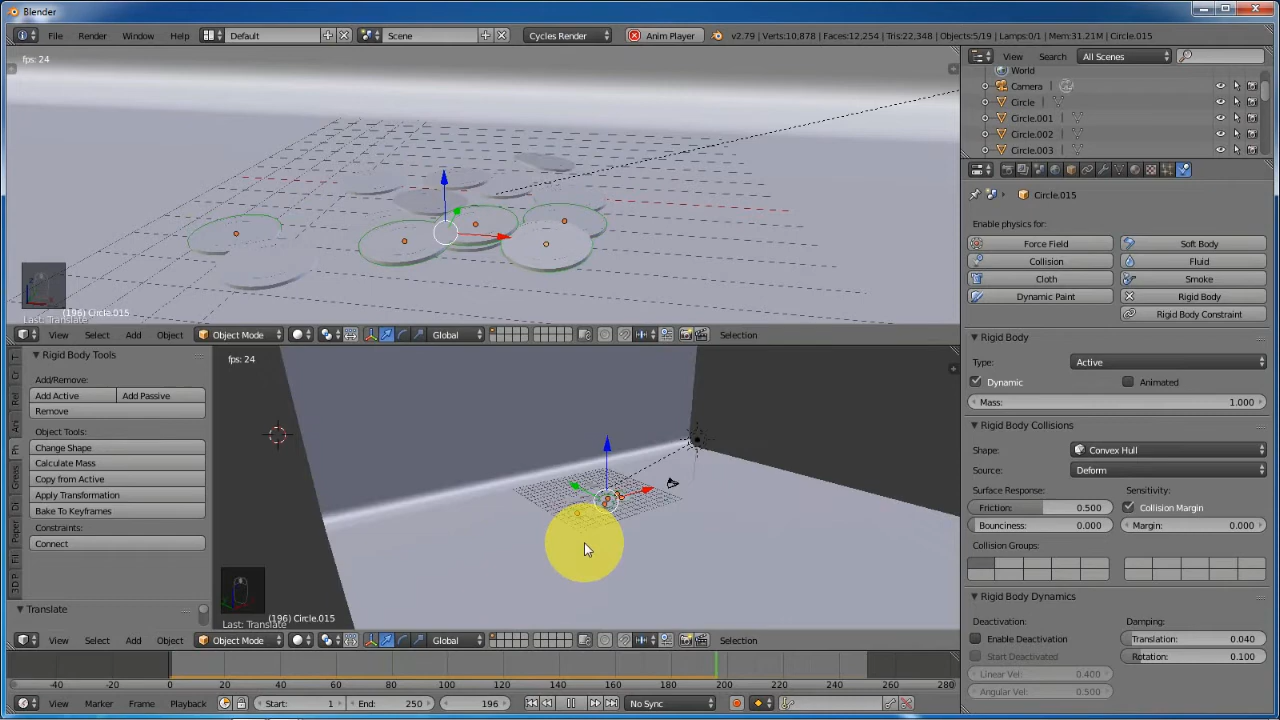 Blender
File Render Window Help Default Scene Cycles Render Anim Player v2.79 | Verts:10,878 | Faces:12,254 | Tris:22,348 | Objects:5/19 | Lamps:0/1 | Mem:31.21M | Circle.015
fps: 24
(196) Circle.015
Last: Translate
View Select Add Object Object Mode Global Selection
Rigid Body Tools
Add/Remove:
Add Active Add Passive
Remove
Object Tools:
Change Shape
Calculate Mass
Copy from Active
Apply Transformation
Bake To Keyframes
Constraints:
Connect
Translate
fps: 24
(196) Circle.015
Last: Translate
View Select Add Object Object Mode Global Selection
-40 -20 0 20 40 60 80 100 120 140 160 180 200 220 240 260 280
View Marker Frame Playback Start: 1 End: 250 196 No Sync
View Search All Scenes
World
Camera
Circle
Circle.001
Circle.002
Circle.003
Circle.015
Enable physics for:
Force Field Soft Body
Collision Fluid
Cloth Smoke
Dynamic Paint Rigid Body
Rigid Body Constraint
Rigid Body
Type: Active
Dynamic Animated
Mass: 1.000
Rigid Body Collisions
Shape: Convex Hull
Source: Deform
Surface Response: Sensitivity:
Friction: 0.500 Collision Margin
Bounciness: 0.000 Margin: 0.000
Collision Groups:
Rigid Body Dynamics
Deactivation: Damping:
Enable Deactivation Translation: 0.040
Start Deactivated Rotation: 0.100
Linear Vel: 0.400
Angular Vel: 0.500